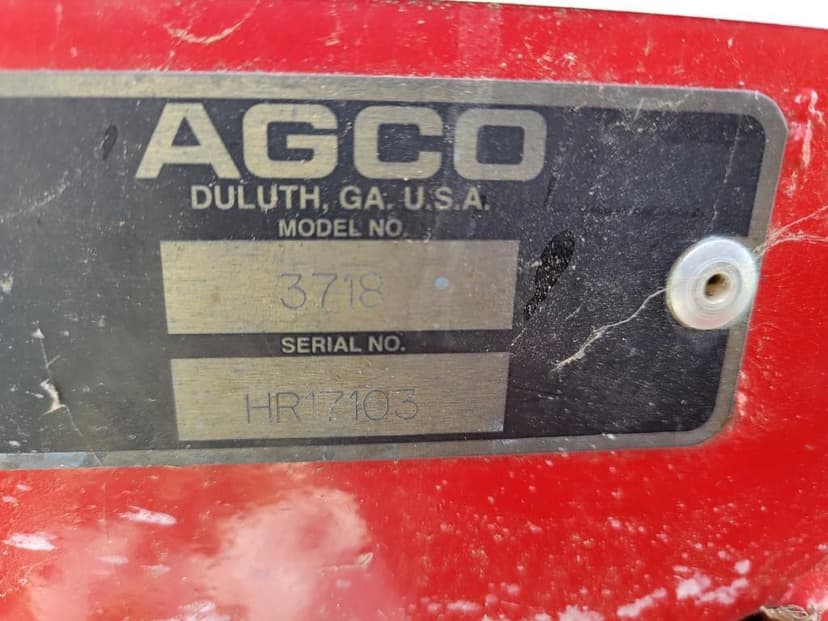 AGCO
DULUTH, GA. U.S.A.
MODEL NO.
3718
SERIAL NO.
HR17103